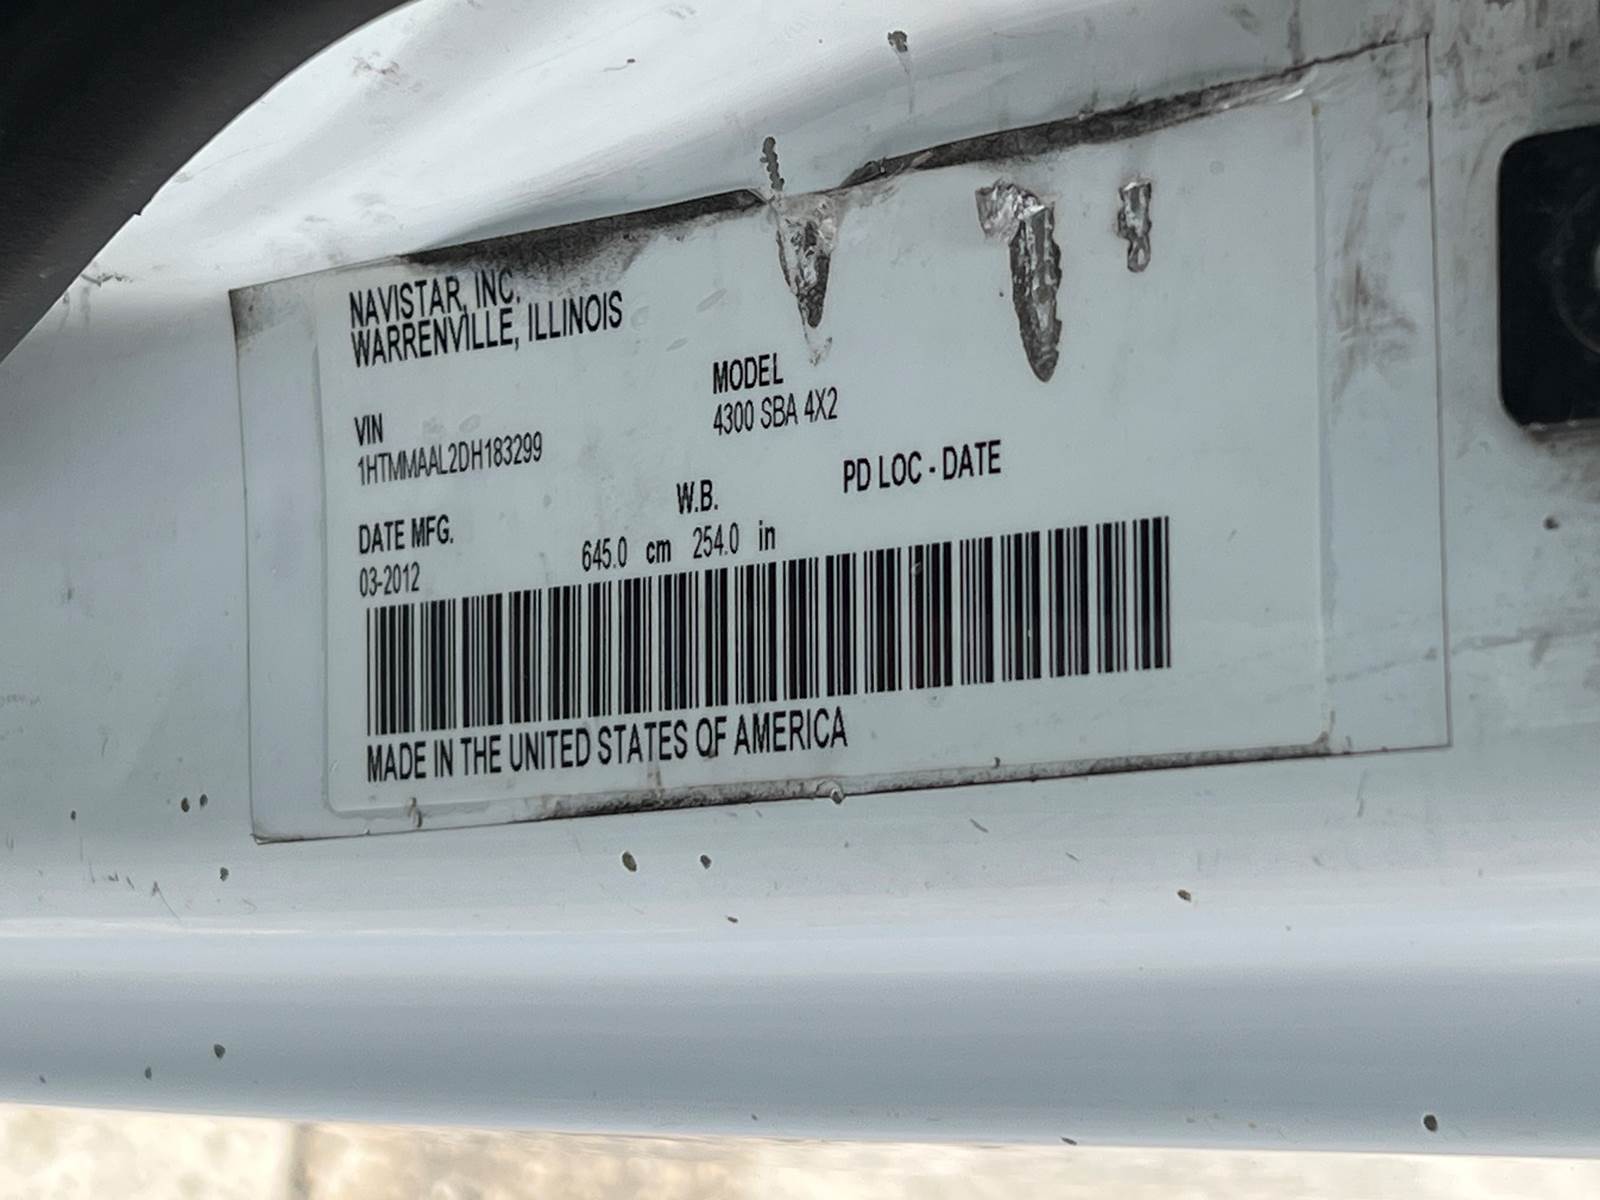 NAVISTAR, INC.
WARRENVILLE, ILLINOIS
MODEL
4300 SBA 4X2
VIN
1HTMMAAL2DH183299
PD LOC - DATE
W.B.
DATE MFG.
645.0 cm 254.0 in
03-2012
MADE IN THE UNITED STATES OF AMERICA